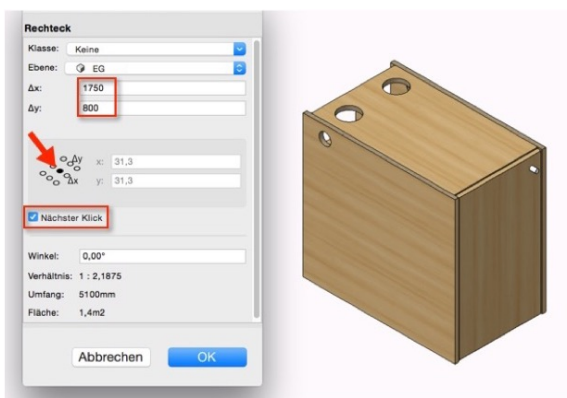 Rechteck
Klasse: Keine
Ebene: EG
Δx: 1750
Δy: 800
Δy x: 31,3
Δx y: 31,3
Nächster Klick
Winkel: 0,00°
Verhältnis: 1 : 2,1875
Umfang: 5100mm
Fläche: 1,4m2
Abbrechen OK